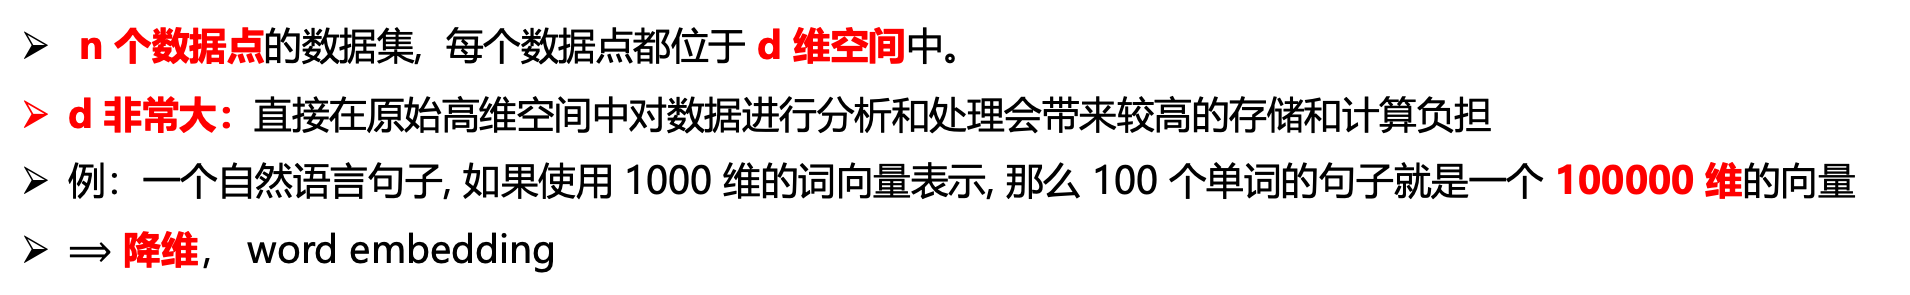 ➢ n 个数据点的数据集, 每个数据点都位于 d 维空间中。
➢ d 非常大：直接在原始高维空间中对数据进行分析和处理会带来较高的存储和计算负担
➢ 例：一个自然语言句子, 如果使用 1000 维的词向量表示, 那么 100 个单词的句子就是一个 100000 维的向量
➢ ⟹ 降维， word embedding